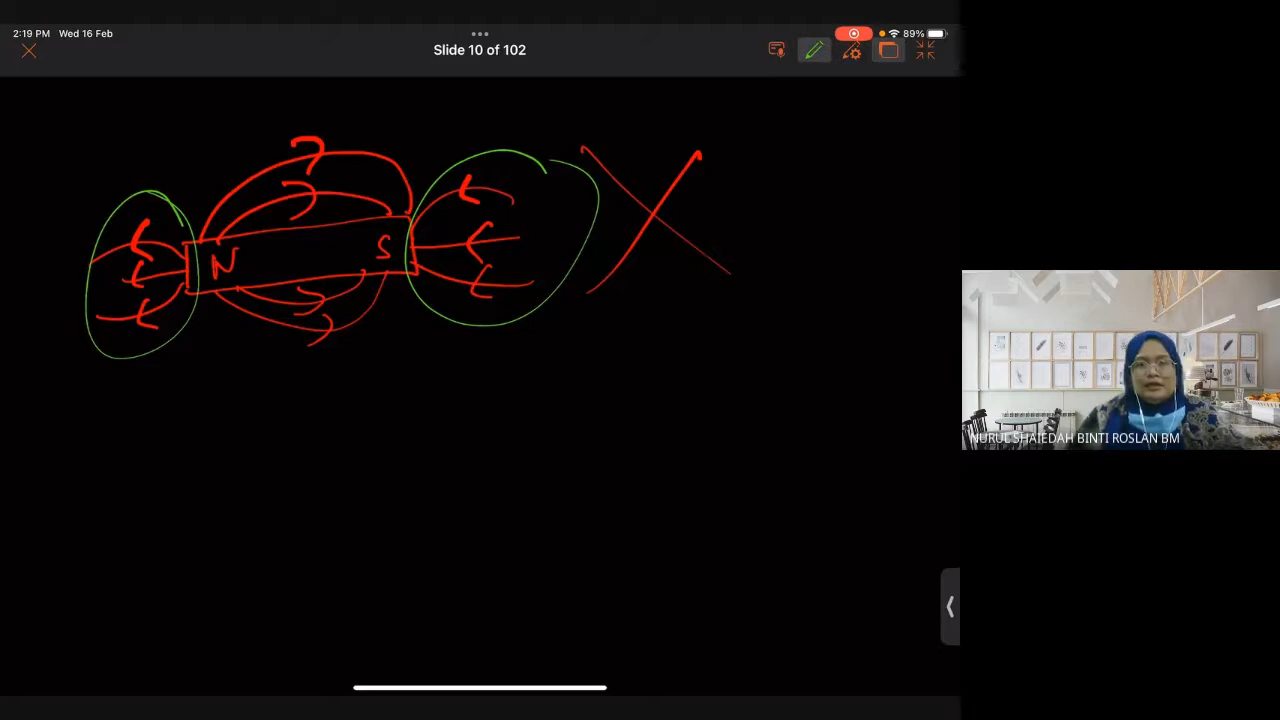 2:19 PM Wed 16 Feb
89%
Slide 10 of 102
N
S
NURUL SHAIEDAH BINTI ROSLAN BM